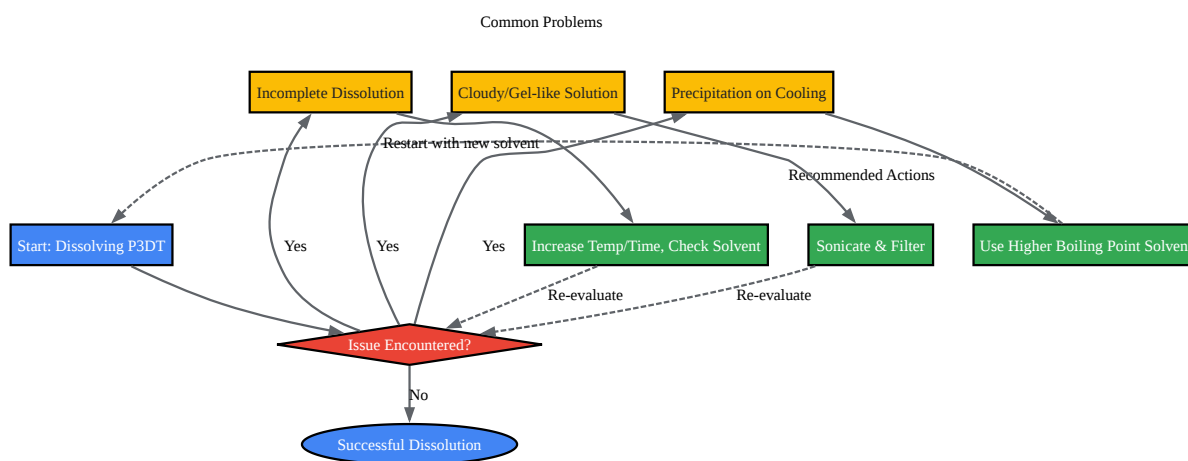 Common Problems
Incomplete Dissolution
Cloudy/Gel-like Solution
Precipitation on Cooling
Restart with new solvent
Recommended Actions
Start: Dissolving P3DT
Yes
Yes
Yes
Increase Temp/Time, Check Solvent
Sonicate & Filter
Use Higher Boiling Point Solven
Re-evaluate
Re-evaluate
Issue Encountered?
No
Successful Dissolution